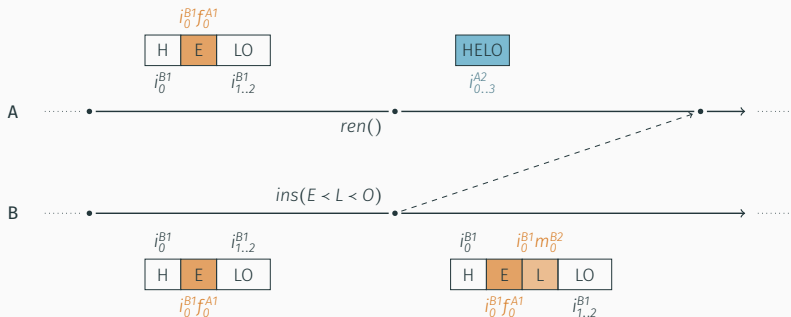 i₀ᴮ¹f₀ᴬ¹
H E LO HELO
i₀ᴮ¹ i₁..₂ᴮ¹ i₀..₃ᴬ²
A
ren()
ins(E ≺ L ≺ O)
B
i₀ᴮ¹ i₁..₂ᴮ¹ i₀ᴮ¹ i₀ᴮ¹m₀ᴮ²
H E LO H E L LO
i₀ᴮ¹f₀ᴬ¹ i₀ᴮ¹f₀ᴬ¹ i₁..₂ᴮ¹